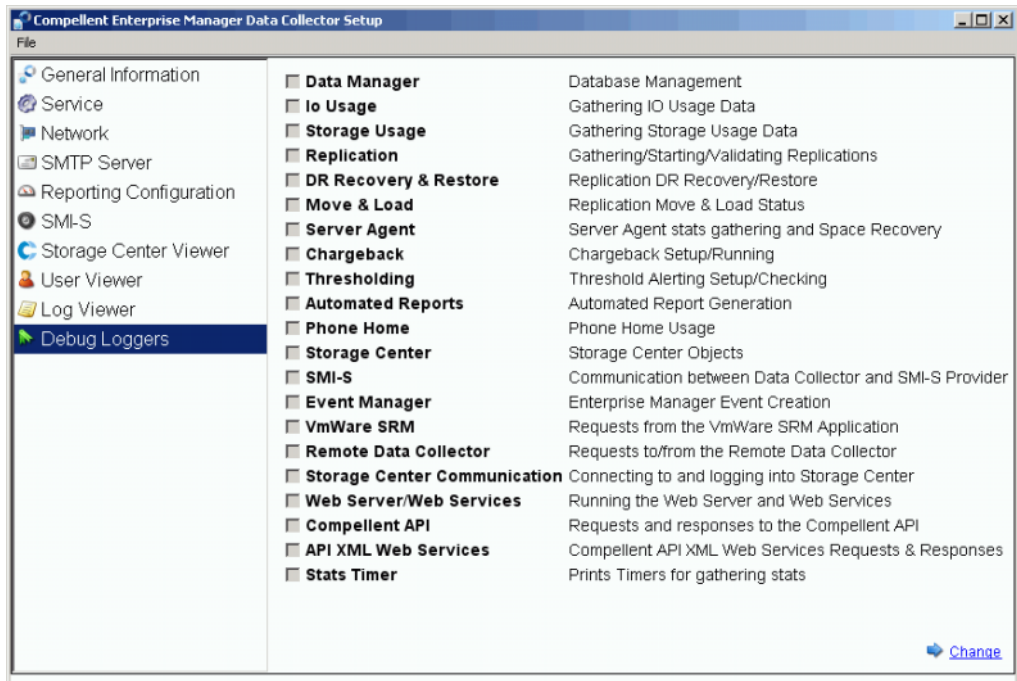 Compellent Enterprise Manager Data Collector Setup
File
General Information
Service
Network
SMTP Server
Reporting Configuration
SMI-S
Storage Center Viewer
User Viewer
Log Viewer
Debug Loggers
Data Manager Database Management
Io Usage Gathering IO Usage Data
Storage Usage Gathering Storage Usage Data
Replication Gathering/Starting/Validating Replications
DR Recovery & Restore Replication DR Recovery/Restore
Move & Load Replication Move & Load Status
Server Agent Server Agent stats gathering and Space Recovery
Chargeback Chargeback Setup/Running
Thresholding Threshold Alerting Setup/Checking
Automated Reports Automated Report Generation
Phone Home Phone Home Usage
Storage Center Storage Center Objects
SMI-S Communication between Data Collector and SMI-S Provider
Event Manager Enterprise Manager Event Creation
VmWare SRM Requests from the VmWare SRM Application
Remote Data Collector Requests to/from the Remote Data Collector
Storage Center Communication Connecting to and logging into Storage Center
Web Server/Web Services Running the Web Server and Web Services
Compellent API Requests and responses to the Compellent API
API XML Web Services Compellent API XML Web Services Requests & Responses
Stats Timer Prints Timers for gathering stats
Change